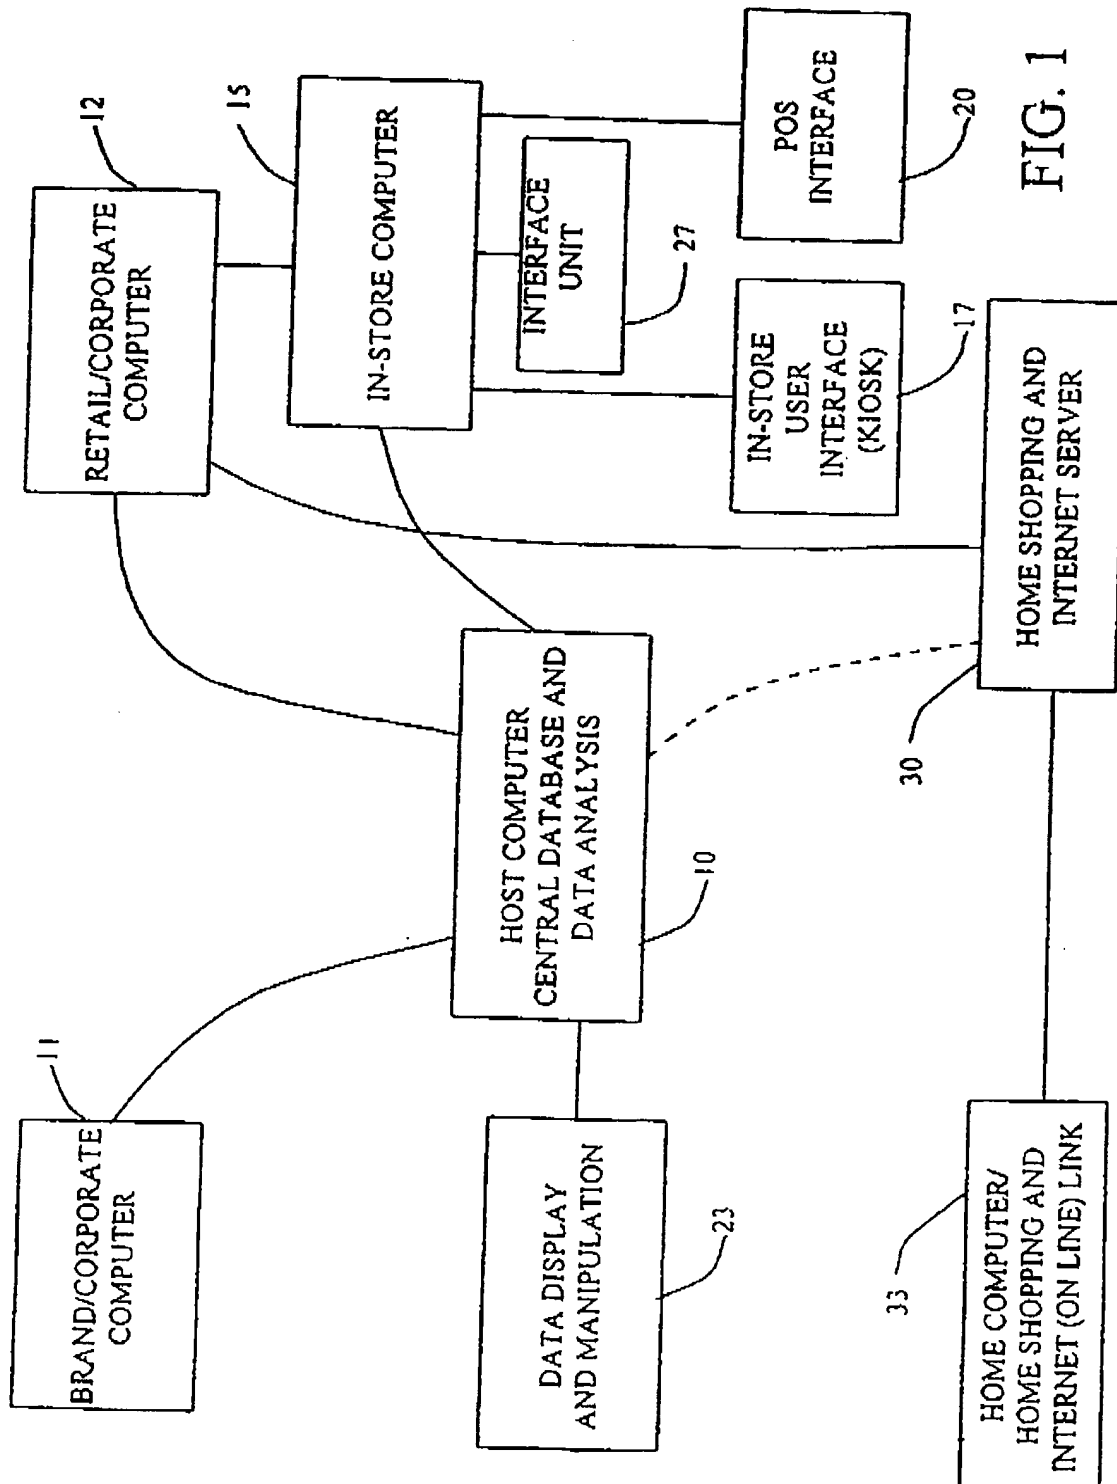 11
BRAND/CORPORATE
COMPUTER
12
RETAIL/CORPORATE
COMPUTER
15
IN-STORE COMPUTER
HOST COMPUTER
CENTRAL DATABASE AND
DATA ANALYSIS
10
INTERFACE
UNIT
27
DATA DISPLAY
AND MANIPULATION
23
IN-STORE
USER
INTERFACE
(KIOSK)
17
POS
INTERFACE
20
33
HOME COMPUTER/
HOME SHOPPING AND
INTERNET (ON LINE) LINK
30
HOME SHOPPING AND
INTERNET SERVER
FIG. 1